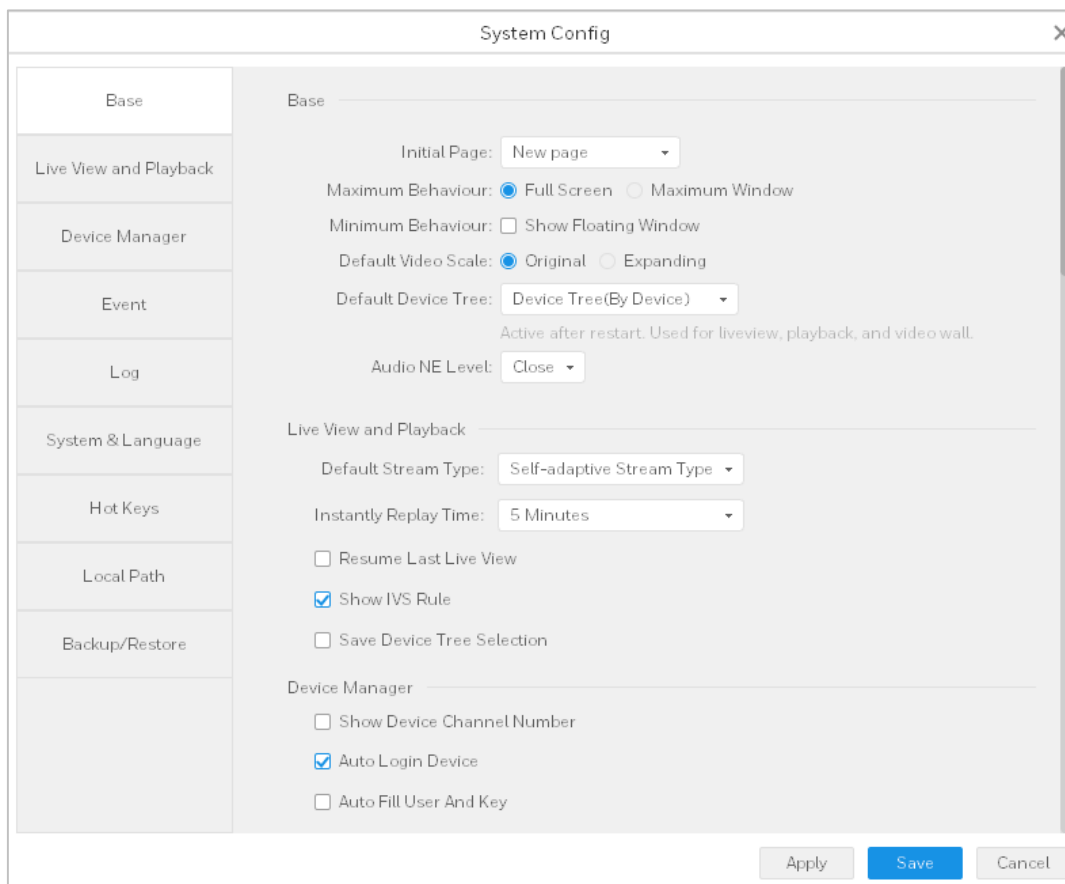 System Config
Base
Live View and Playback
Device Manager
Event
Log
System & Language
Hot Keys
Local Path
Backup/Restore
Base
Initial Page: New page
Maximum Behaviour: Full Screen Maximum Window
Minimum Behaviour: Show Floating Window
Default Video Scale: Original Expanding
Default Device Tree: Device Tree(By Device)
Active after restart. Used for liveview, playback, and video wall.
Audio NE Level: Close
Live View and Playback
Default Stream Type: Self-adaptive Stream Type
Instantly Replay Time: 5 Minutes
Resume Last Live View
Show IVS Rule
Save Device Tree Selection
Device Manager
Show Device Channel Number
Auto Login Device
Auto Fill User And Key
Apply Save Cancel